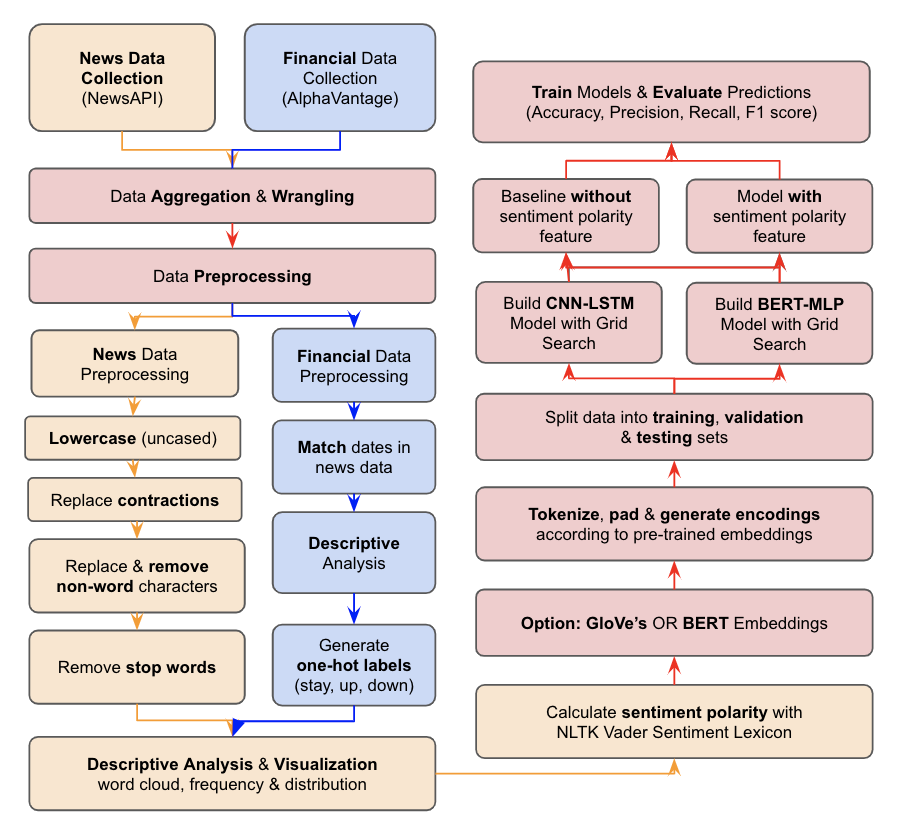 News Data
Collection
(NewsAPI)
Financial Data
Collection
(AlphaVantage)
Data Aggregation & Wrangling
Data Preprocessing
News Data
Preprocessing
Lowercase (uncased)
Replace contractions
Replace & remove
non-word characters
Remove stop words
Financial Data
Preprocessing
Match dates in
news data
Descriptive
Analysis
Generate
one-hot labels
(stay, up, down)
Descriptive Analysis & Visualization
word cloud, frequency & distribution
Calculate sentiment polarity with
NLTK Vader Sentiment Lexicon
Option: GloVe's OR BERT Embeddings
Tokenize, pad & generate encodings
according to pre-trained embeddings
Split data into training, validation
& testing sets
Build CNN-LSTM
Model with Grid
Search
Build BERT-MLP
Model with Grid
Search
Baseline without
sentiment polarity
feature
Model with
sentiment polarity
feature
Train Models & Evaluate Predictions
(Accuracy, Precision, Recall, F1 score)